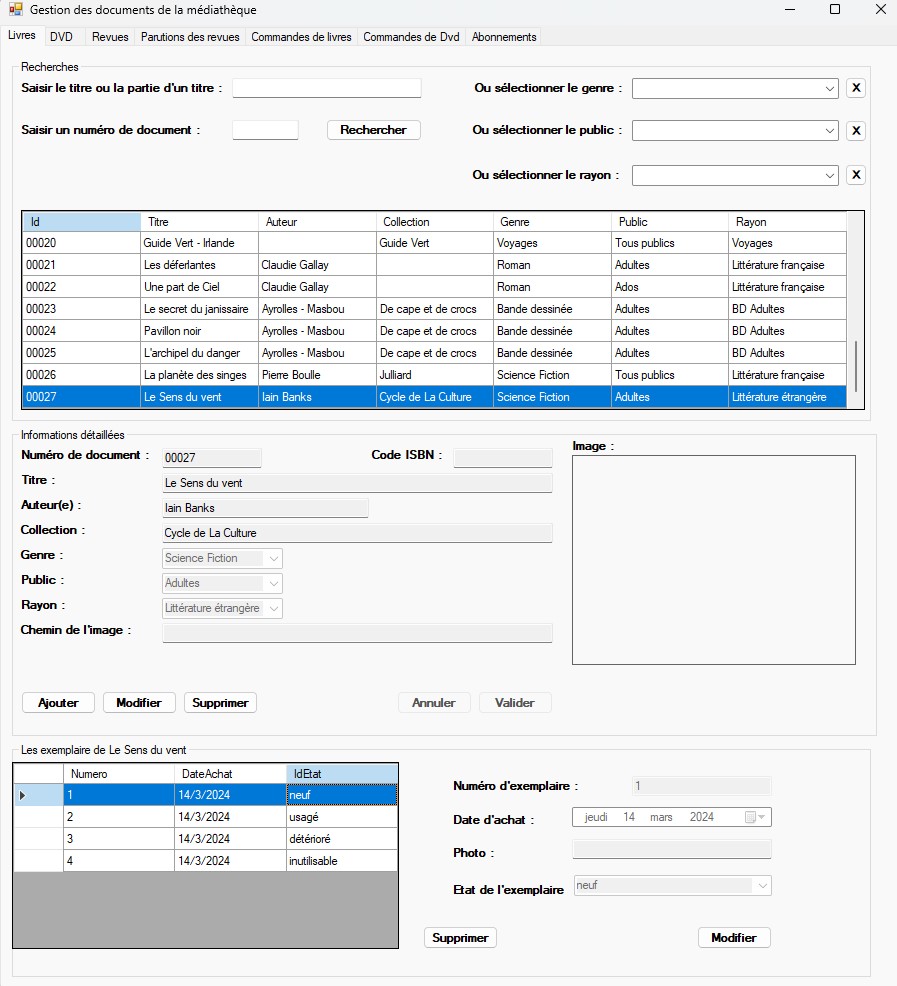 Gestion des documents de la médiathèque
Livres DVD Revues Parutions des revues Commandes de livres Commandes de Dvd Abonnements
Recherches
Saisir le titre ou la partie d'un titre : Ou sélectionner le genre : X
Saisir un numéro de document : Rechercher Ou sélectionner le public : X
Ou sélectionner le rayon : X
Id Titre Auteur Collection Genre Public Rayon
00020 Guide Vert - Irlande Guide Vert Voyages Tous publics Voyages
00021 Les déferlantes Claudie Gallay Roman Adultes Littérature française
00022 Une part de Ciel Claudie Gallay Roman Ados Littérature française
00023 Le secret du janissaire Ayrolles - Masbou De cape et de crocs Bande dessinée Adultes BD Adultes
00024 Pavillon noir Ayrolles - Masbou De cape et de crocs Bande dessinée Adultes BD Adultes
00025 L'archipel du danger Ayrolles - Masbou De cape et de crocs Bande dessinée Adultes BD Adultes
00026 La planète des singes Pierre Boulle Julliard Science Fiction Tous publics Littérature française
00027 Le Sens du vent Iain Banks Cycle de La Culture Science Fiction Adultes Littérature étrangère
Informations détaillées
Numéro de document : 00027 Code ISBN : Image :
Titre : Le Sens du vent
Auteur(e) : Iain Banks
Collection : Cycle de La Culture
Genre : Science Fiction
Public : Adultes
Rayon : Littérature étrangère
Chemin de l'image :
Ajouter Modifier Supprimer Annuler Valider
Les exemplaire de Le Sens du vent
Numero DateAchat IdEtat
1 14/3/2024 neuf
2 14/3/2024 usagé
3 14/3/2024 détérioré
4 14/3/2024 inutilisable
Numéro d'exemplaire : 1
Date d'achat : jeudi 14 mars 2024
Photo :
Etat de l'exemplaire neuf
Supprimer Modifier